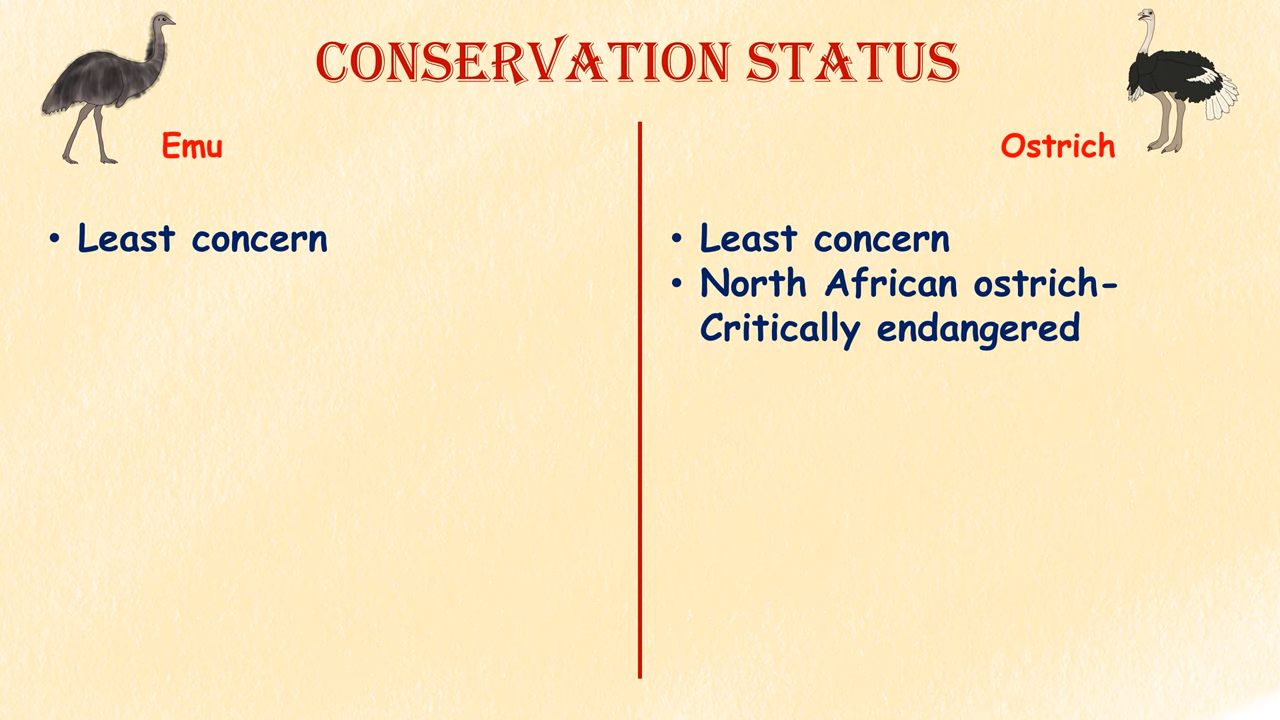 CONSERVATION STATUS
Emu
Ostrich
• Least concern
• Least concern
• North African ostrich-
Critically endangered